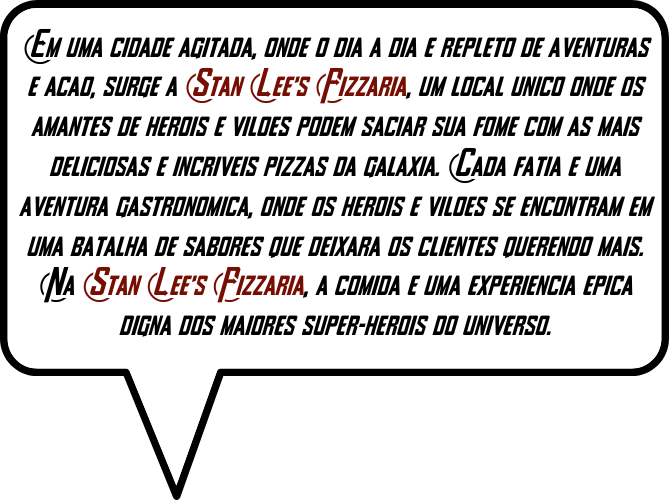 Em uma cidade agitada, onde o dia a dia e repleto de aventuras
e acao, surge a Stan Lee's Pizzaria, um local unico onde os
amantes de herois e viloes podem saciar sua fome com as mais
deliciosas e incriveis pizzas da galaxia. Cada fatia e uma
aventura gastronomica, onde os herois e viloes se encontram em
uma batalha de sabores que deixara os clientes querendo mais.
Na Stan Lee's Pizzaria, a comida e uma experiencia epica
digna dos maiores super-herois do universo.